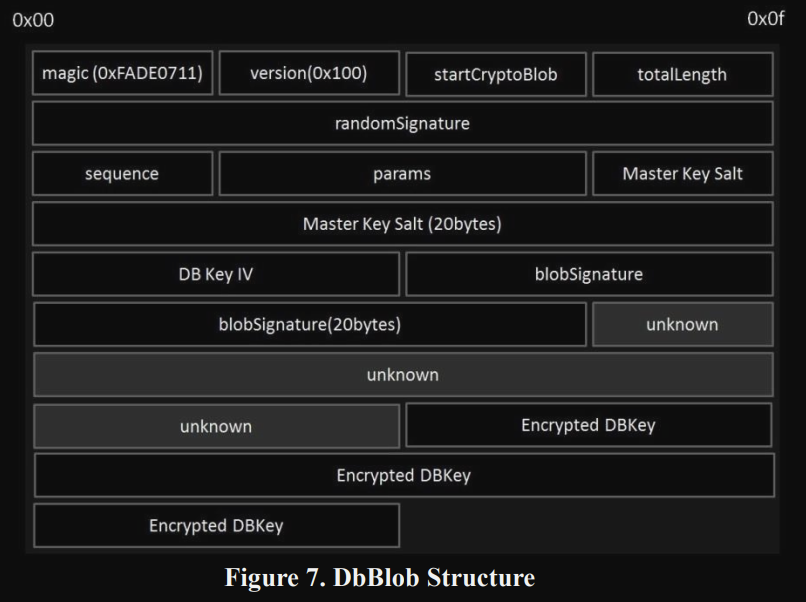 0x00 0x0f
magic (0xFADE0711) version(0x100) startCryptoBlob totalLength
randomSignature
sequence params Master Key Salt
Master Key Salt (20bytes)
DB Key IV blobSignature
blobSignature(20bytes) unknown
unknown
unknown Encrypted DBKey
Encrypted DBKey
Encrypted DBKey
Figure 7. DbBlob Structure